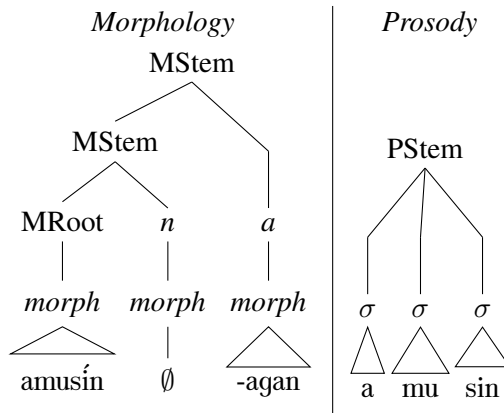 Morphology Prosody
MStem
MStem PStem
MRoot n a
morph morph morph σ σ σ
amusín ∅ -agan a mu sin